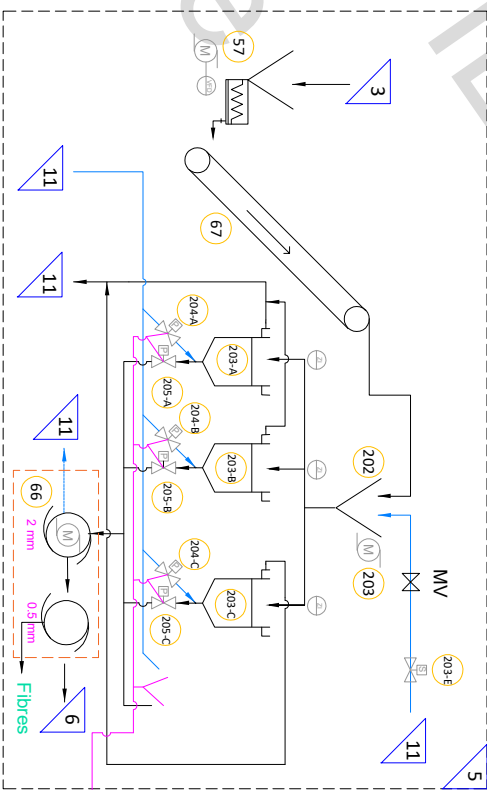 57
M
3
67
11
11
204-A
P
P
203-A
205-A
204-B
P
P
203-B
205-B
204-C
P
P
203-C
205-C
202
M
203
MV
203-E
S
11
5
11
66
M
2 mm
0.5 mm
6
Fibres